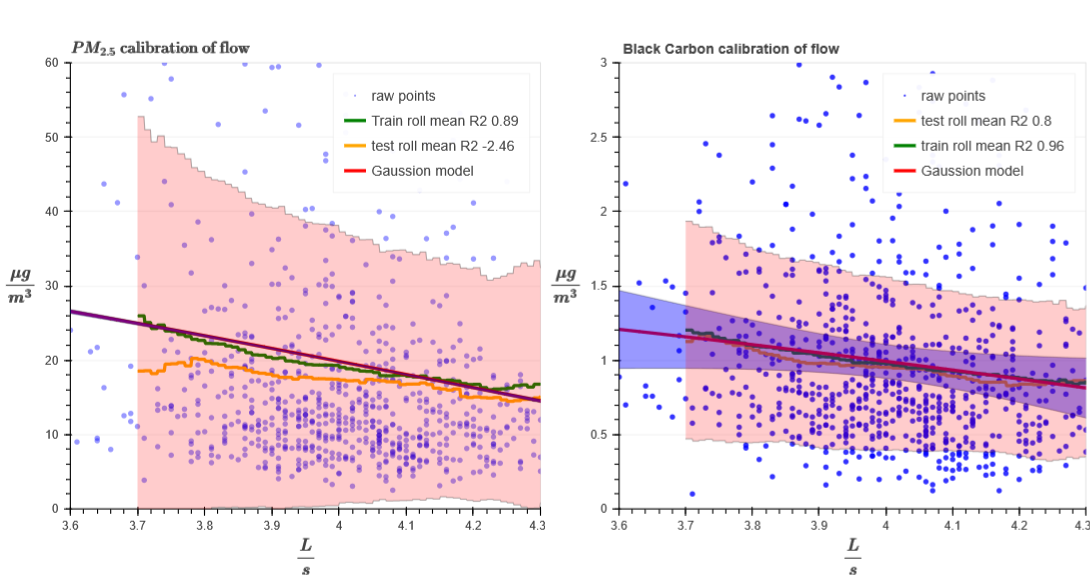 PM2.5 calibration of flow
60
50
40
30
20
10
0
μg
m³
raw points
Train roll mean R2 0.89
test roll mean R2 -2.46
Gaussion model
3.6 3.7 3.8 3.9 4 4.1 4.2 4.3
L
s
Black Carbon calibration of flow
3
2.5
2
1.5
1
0.5
0
μg
m³
raw points
test roll mean R2 0.8
train roll mean R2 0.96
Gaussion model
3.6 3.7 3.8 3.9 4 4.1 4.2 4.3
L
s